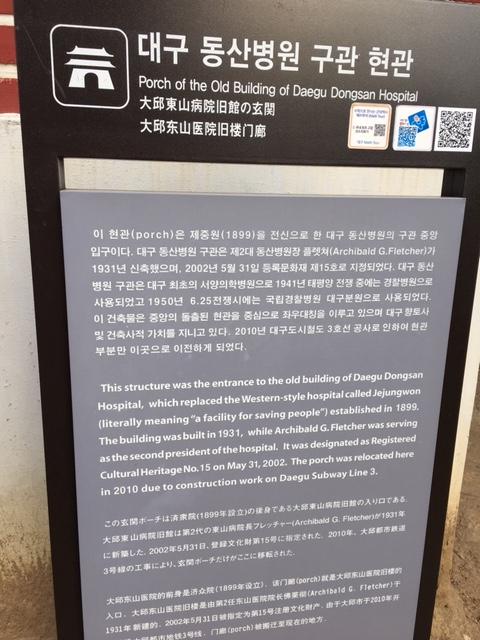 대구 동산병원 구관 현관
Porch of the Old Building of Daegu Dongsan Hospital
大邱東山病院旧館の玄関
大邱东山医院旧楼门廊
이 현관(porch)은 제중원(1899)을 전신으로 한 대구 동산병원의 구관 중앙
입구이다. 대구 동산병원 구관은 제2대 동산병원장 플렛쳐(Archibald G.Fletcher)가
1931년 신축했으며, 2002년 5월 31일 등록문화재 제15호로 지정되었다. 대구 동산
병원 구관은 대구 최초의 서양의학병원으로 1941년 태평양 전쟁 중에는 경찰병원으로
사용되었고 1950년 6.25전쟁시에는 국립경찰병원 대구분원으로 사용되었다.
이 건축물은 중앙의 돌출된 현관을 중심으로 좌우대칭을 이루고 있으며 대구 향토사
및 건축사적 가치를 지니고 있다. 2010년 대구도시철도 3호선 공사로 인하여 현관
부분만 이곳으로 이전하게 되었다.
This structure was the entrance to the old building of Daegu Dongsan
Hospital, which replaced the Western-style hospital called Jejungwon
(literally meaning "a facility for saving people") established in 1899.
The building was built in 1931, while Archibald G. Fletcher was serving
as the second president of the hospital. It was designated as Registered
Cultural Heritage No. 15 on May 31, 2002. The porch was relocated here
in 2010 due to construction work on Daegu Subway Line 3.
この玄関ポーチは済衆院(1899年設立)の後身である大邱東山病院旧館の入り口である.
大邱東山病院旧館は第2代の東山病院長フレッチャー(Archibald G. Fletcher)が1931年
に新築した. 2002年5月31日、登録文化財第15号に指定された. 2010年、大邱市都市鉄道
3号線の工事により、玄関ポーチだけがここに移転された.
大邱东山医院的前身是济众院(1899年设立)。该门廊(porch)就是大邱东山医院旧楼的
入口。大邱东山医院旧楼是由第2任东山医院院长佛莱彻(Archibald G. Fletcher)于
1931年新建的。2002年5月31日被指定为第15号注册文化财产。由于大邱市于2010年开
地铁3号线，门廊(porch)被搬迁至现在的地方.